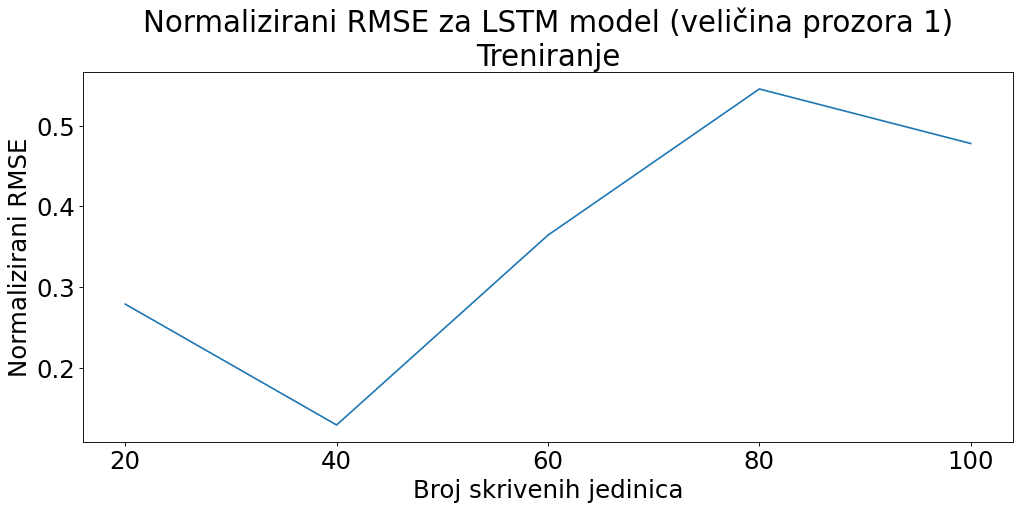 Normalizirani RMSE za LSTM model (veličina prozora 1)
Treniranje
Normalizirani RMSE
0.5
0.4
0.3
0.2
20 40 60 80 100
Broj skrivenih jedinica